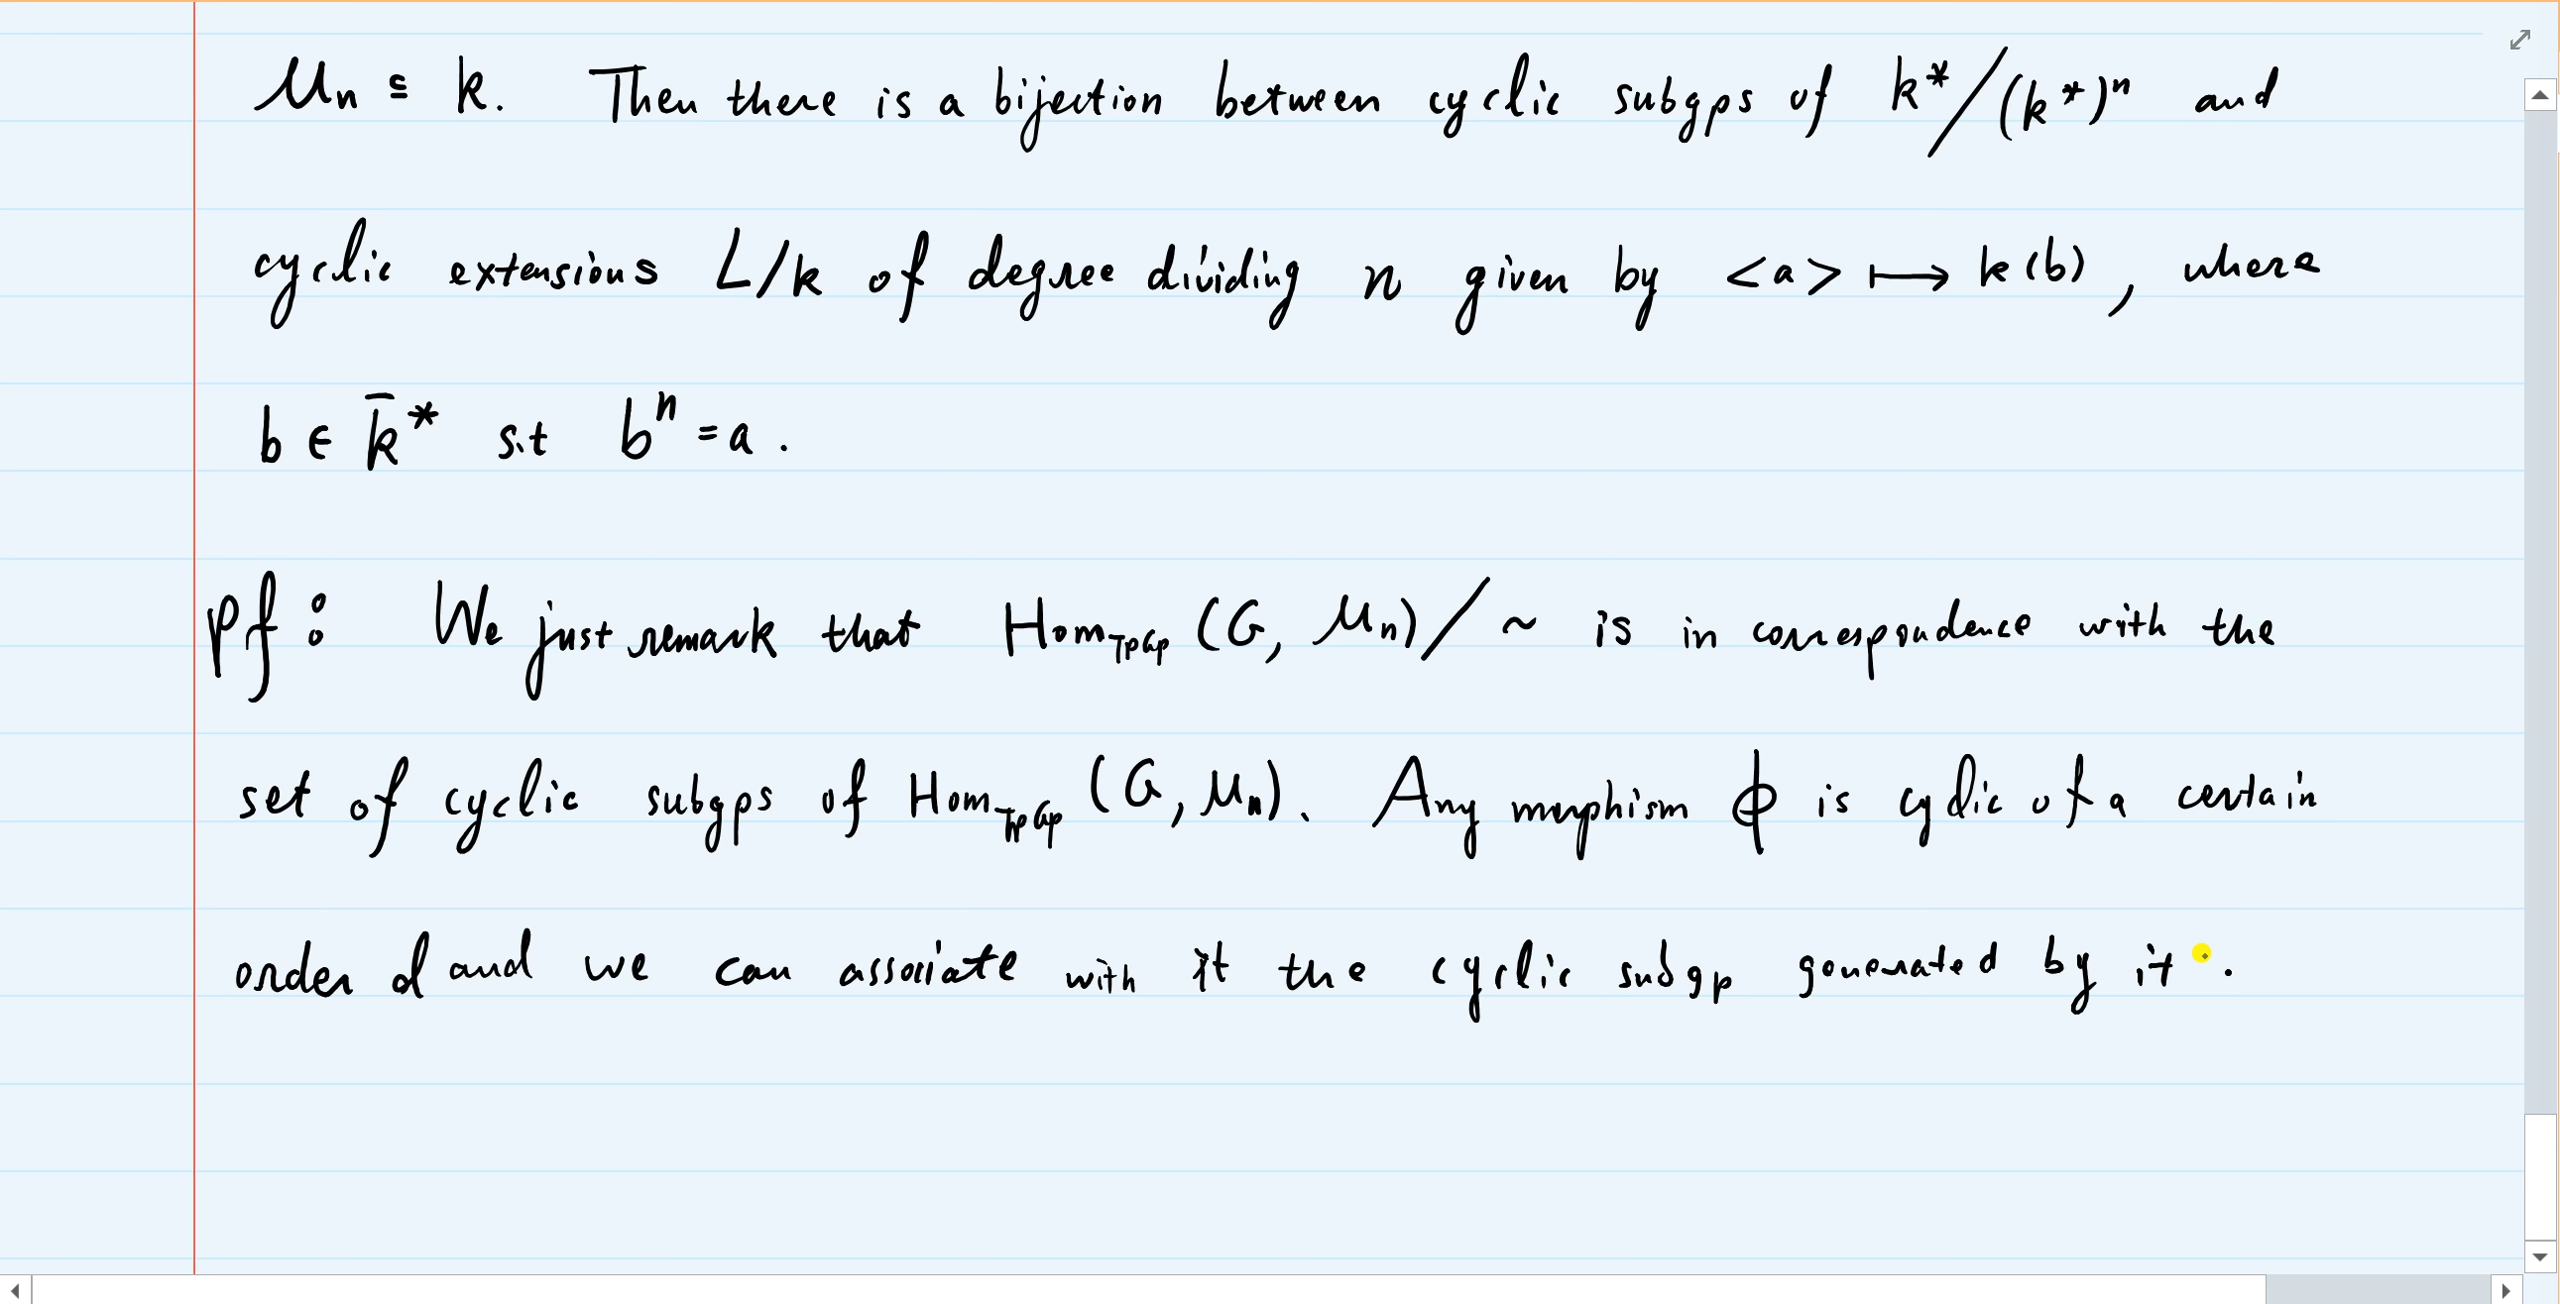 μn ⊆ k. Then there is a bijection between cyclic subgps of k*/(k*)^n and
cyclic extensions L/k of degree dividing n given by <a> ⟼ k(b), where
b ∈ k̄* s.t b^n = a.
pf: We just remark that Hom_TpGp (G, μn)/~ is in correspondence with the
set of cyclic subgps of Hom_TpGp (G, μn). Any morphism ϕ is cyclic of a certain
order d and we can associate with it the cyclic subgp generated by it.